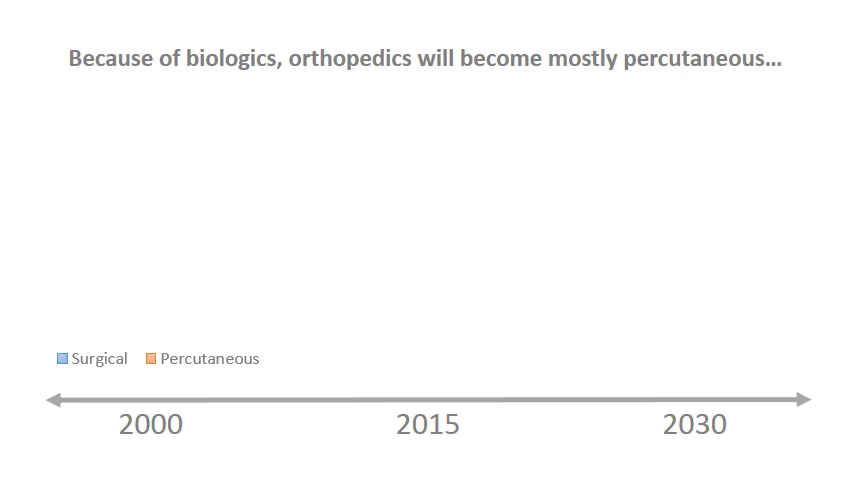 Because of biologics, orthopedics will become mostly percutaneous…
Surgical Percutaneous
2000 2015 2030